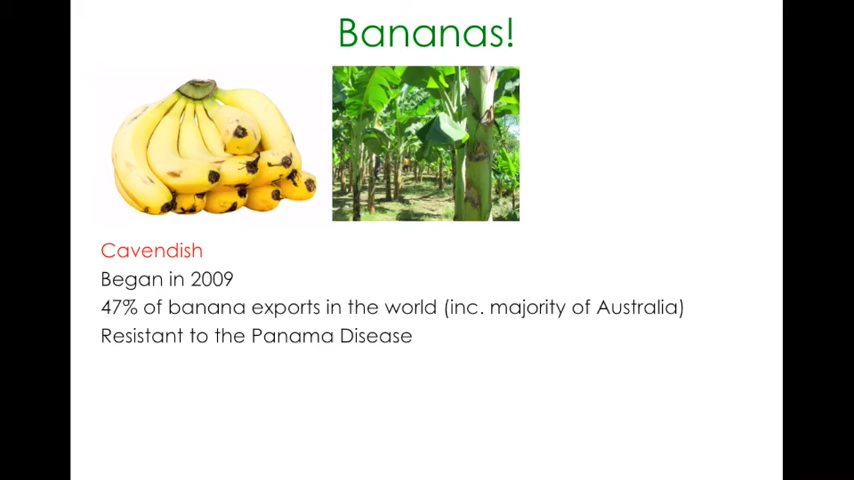 Bananas!
Cavendish
Began in 2009
47% of banana exports in the world (inc. majority of Australia)
Resistant to the Panama Disease